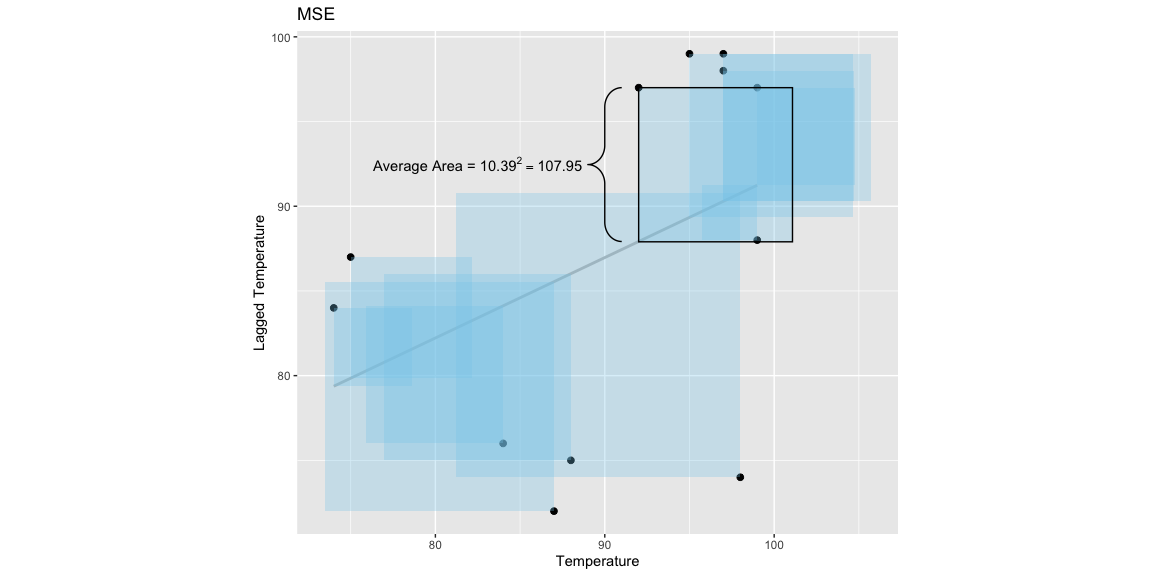 MSE
100
90
80
Lagged Temperature
Average Area = 10.39² = 107.95
80
90
100
Temperature